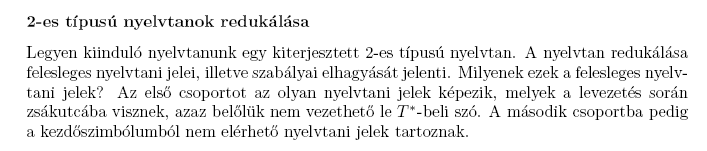 2-es típusú nyelvtanok redukálása
Legyen kiinduló nyelvtanunk egy kiterjesztett 2-es típusú nyelvtan. A nyelvtan redukálása
felesleges nyelvtani jelei, illetve szabályai elhagyását jelenti. Milyenek ezek a felesleges nyelv-
tani jelek? Az első csoportot az olyan nyelvtani jelek képezik, melyek a levezetés során
zsákutcába visznek, azaz belőlük nem vezethető le T*-beli szó. A második csoportba pedig
a kezdőszimbólumból nem elérhető nyelvtani jelek tartoznak.